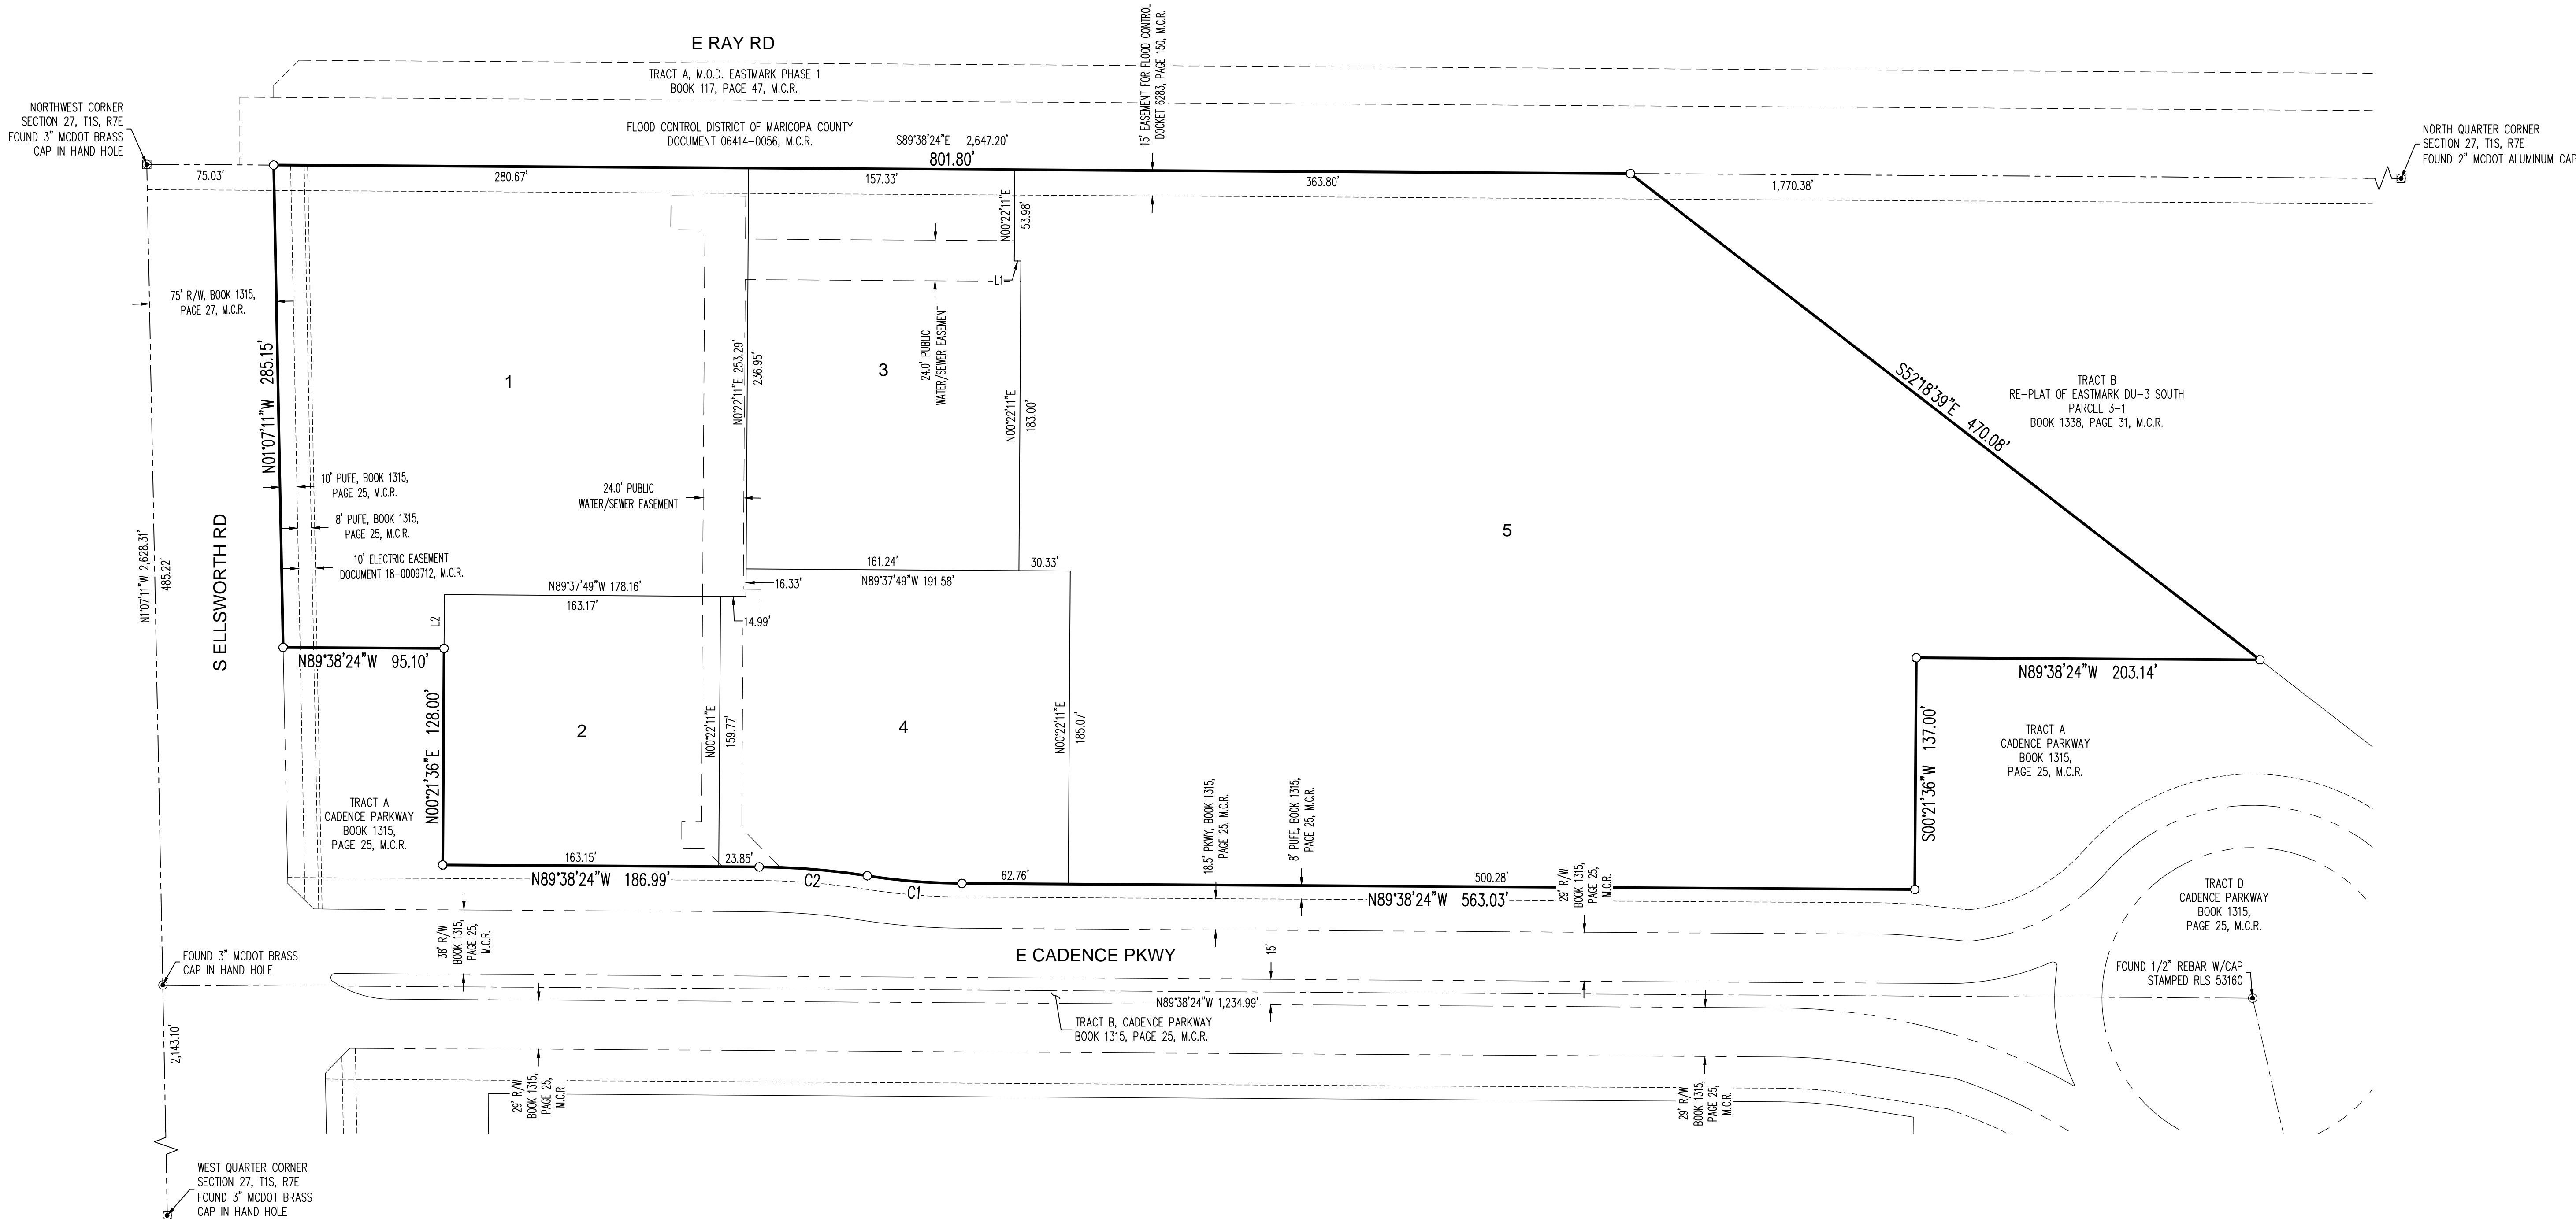 E RAY RD
TRACT A, M.O.D. EASTMARK PHASE 1
BOOK 117, PAGE 47, M.C.R.
15' EASEMENT FOR FLOOD CONTROL
DOCKET 6283, PAGE 150, M.C.R.
NORTHWEST CORNER
SECTION 27, T1S, R7E
FOUND 3" MCDOT BRASS
CAP IN HAND HOLE
FLOOD CONTROL DISTRICT OF MARICOPA COUNTY
DOCUMENT 06414-0056, M.C.R.
S89°38'24"E 2,647.20'
801.80'
NORTH QUARTER CORNER
SECTION 27, T1S, R7E
FOUND 2" MCDOT ALUMINUM CAP
75.03'
280.67'
157.33'
363.80'
1,770.38'
N00°22'11"E
53.98'
L1
75' R/W, BOOK 1315,
PAGE 27, M.C.R.
N01°07'11"W 285.15'
1
N0°22'11"E 253.29'
236.95'
3
24.0' PUBLIC
WATER/SEWER EASEMENT
N00°22'11"E
183.00'
S52°18'39"E 470.08'
TRACT B
RE-PLAT OF EASTMARK DU-3 SOUTH
PARCEL 3-1
BOOK 1338, PAGE 31, M.C.R.
10' PUFE, BOOK 1315,
PAGE 25, M.C.R.
24.0' PUBLIC
WATER/SEWER EASEMENT
8' PUFE, BOOK 1315,
PAGE 25, M.C.R.
5
S ELLSWORTH RD
N1°07'11"W 2,628.31'
485.22'
10' ELECTRIC EASEMENT
DOCUMENT 18-0009712, M.C.R.
161.24'
30.33'
N89°37'49"W 191.58'
16.33'
N89°37'49"W 178.16'
163.17'
14.99'
L2
N89°38'24"W 95.10'
N89°38'24"W 203.14'
N00°21'36"E 128.00'
2
N00°22'11"E
159.77'
4
N00°22'11"E
185.07'
S00°21'36"W 137.00'
TRACT A
CADENCE PARKWAY
BOOK 1315,
PAGE 25, M.C.R.
TRACT A
CADENCE PARKWAY
BOOK 1315,
PAGE 25, M.C.R.
18.5' PKWY, BOOK 1315,
PAGE 25, M.C.R.
8' PUFE, BOOK 1315,
PAGE 25, M.C.R.
163.15'
23.85'
N89°38'24"W 186.99'
C2
C1
62.76'
500.28'
N89°38'24"W 563.03'
29' R/W
BOOK 1315,
PAGE 25,
M.C.R.
TRACT D
CADENCE PARKWAY
BOOK 1315,
PAGE 25, M.C.R.
38' R/W
BOOK 1315,
PAGE 25,
M.C.R.
FOUND 3" MCDOT BRASS
CAP IN HAND HOLE
E CADENCE PKWY
15'
FOUND 1/2" REBAR W/CAP
STAMPED RLS 53160
N89°38'24"W 1,234.99'
TRACT B, CADENCE PARKWAY
BOOK 1315, PAGE 25, M.C.R.
2,143.10'
29' R/W
BOOK 1315,
PAGE 25,
M.C.R.
29' R/W
BOOK 1315,
PAGE 25,
M.C.R.
WEST QUARTER CORNER
SECTION 27, T1S, R7E
FOUND 3" MCDOT BRASS
CAP IN HAND HOLE